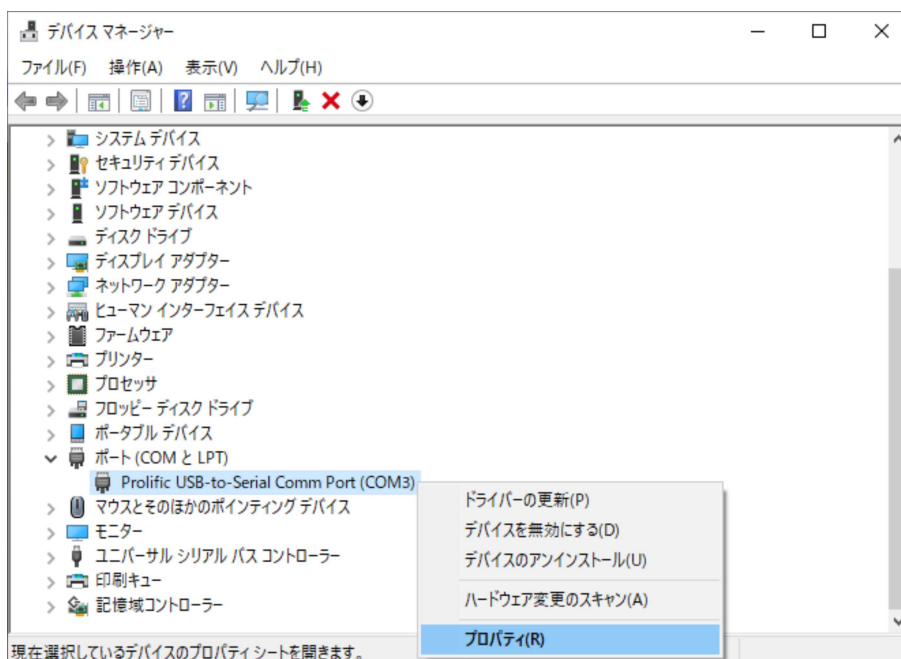 デバイス マネージャー
ファイル(F) 操作(A) 表示(V) ヘルプ(H)
システム デバイス
セキュリティ デバイス
ソフトウェア コンポーネント
ソフトウェア デバイス
ディスク ドライブ
ディスプレイ アダプター
ネットワーク アダプター
ヒューマン インターフェイス デバイス
ファームウェア
プリンター
プロセッサ
フロッピー ディスク ドライブ
ポータブル デバイス
ポート (COM と LPT)
Prolific USB-to-Serial Comm Port (COM3)
マウスとそのほかのポインティング デバイス
モニター
ユニバーサル シリアル バス コントローラー
印刷キュー
記憶域コントローラー
ドライバーの更新(P)
デバイスを無効にする(D)
デバイスのアンインストール(U)
ハードウェア変更のスキャン(A)
プロパティ(R)
現在選択しているデバイスのプロパティ シートを開きます。